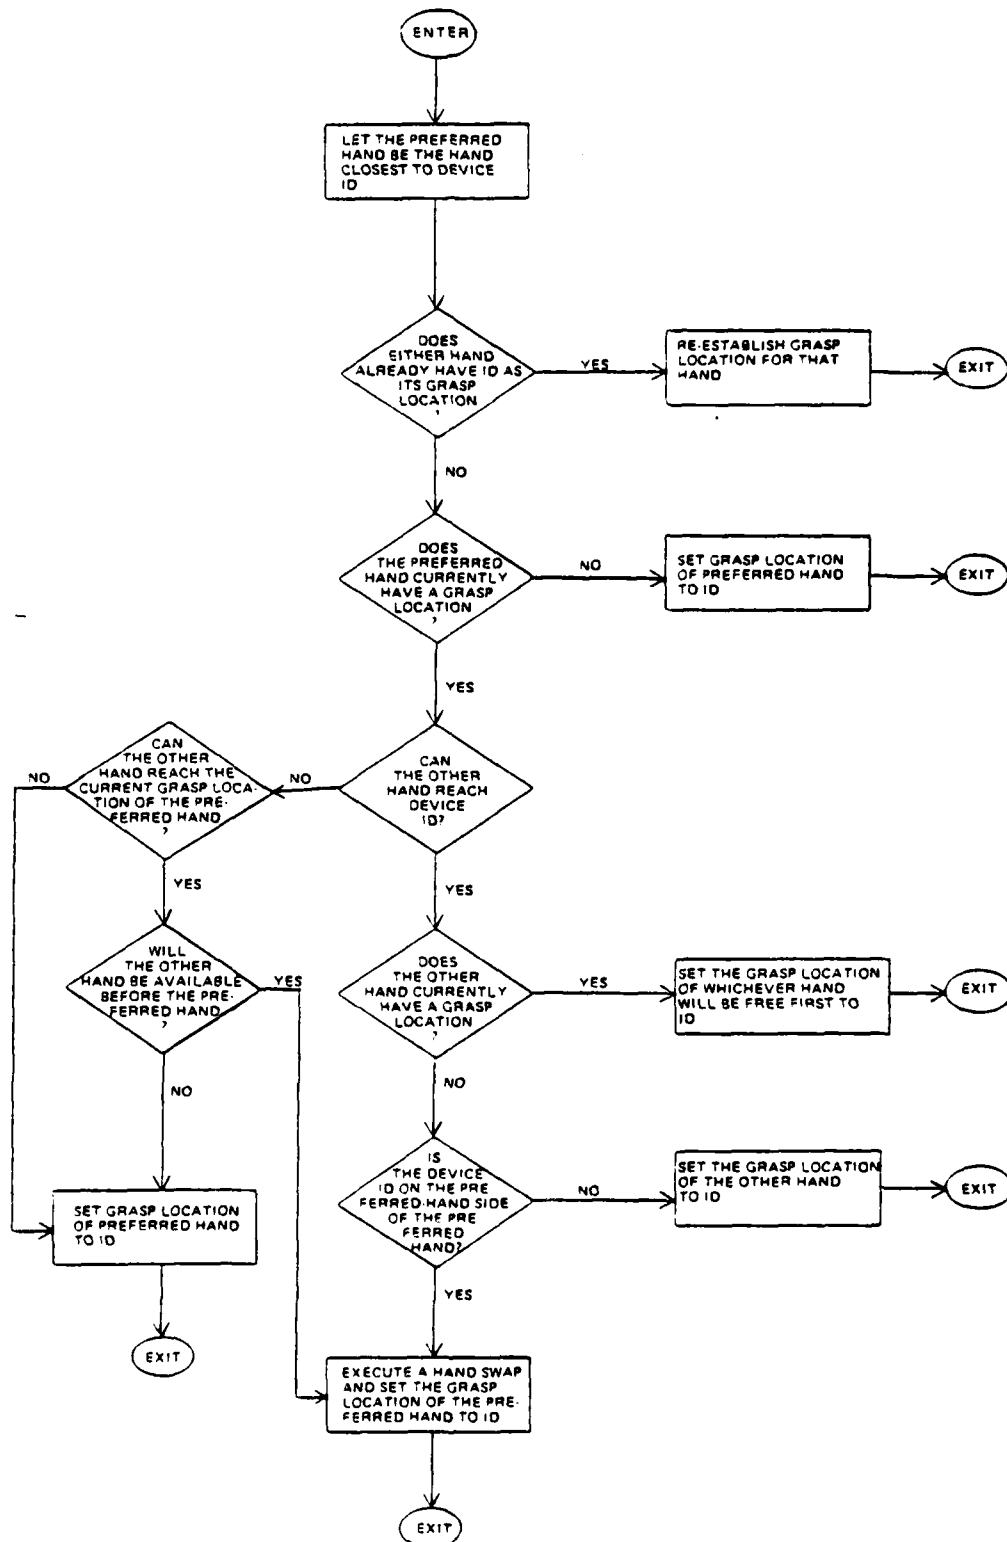 ENTER
LET THE PREFERRED
HAND BE THE HAND
CLOSEST TO DEVICE
ID
DOES
EITHER HAND
ALREADY HAVE ID AS
ITS GRASP
LOCATION
?
YES
RE-ESTABLISH GRASP
LOCATION FOR THAT
HAND
EXIT
NO
DOES
THE PREFERRED
HAND CURRENTLY
HAVE A GRASP
LOCATION
?
NO
SET GRASP LOCATION
OF PREFERRED HAND
TO ID
EXIT
YES
CAN
THE OTHER
HAND REACH
DEVICE
ID?
NO
CAN
THE OTHER
HAND REACH THE
CURRENT GRASP LOCA-
TION OF THE PRE-
FERRED HAND
?
NO
YES
WILL
THE OTHER
HAND BE AVAILABLE
BEFORE THE PRE-
FERRED HAND
?
YES
NO
SET GRASP LOCATION
OF PREFERRED HAND
TO ID
EXIT
YES
DOES
THE OTHER
HAND CURRENTLY
HAVE A GRASP
LOCATION
?
YES
SET THE GRASP LOCATION
OF WHICHEVER HAND
WILL BE FREE FIRST TO
ID
EXIT
NO
IS
THE DEVICE
ID ON THE PRE
FERRED-HAND SIDE
OF THE PRE
FERRED
HAND?
NO
SET THE GRASP LOCATION
OF THE OTHER HAND
TO ID
EXIT
YES
EXECUTE A HAND SWAP
AND SET THE GRASP
LOCATION OF THE PRE-
FERRED HAND TO ID
EXIT